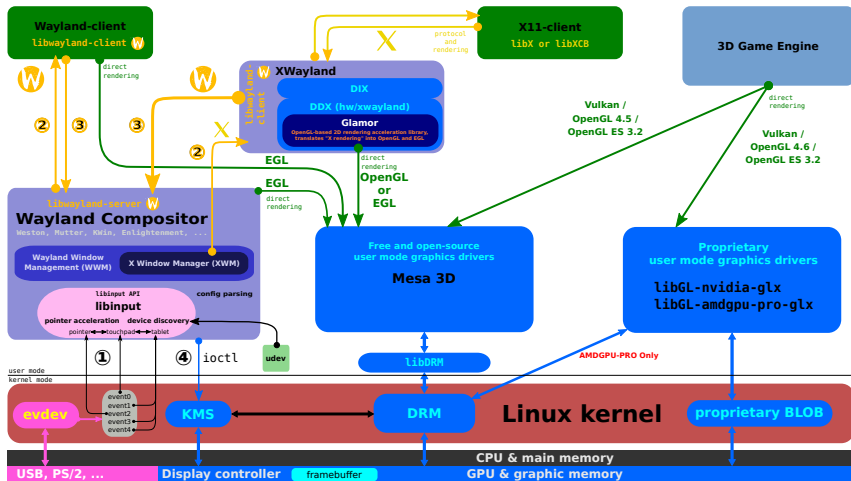 Wayland-client
libwayland-client W
X11-client
libX or libXCB
3D Game Engine
protocol
and
rendering
X
W
direct
rendering
W
XWayland
W
libwayland-
client
DIX
DDX (hw/xwayland)
Glamor
OpenGL-based 2D rendering acceleration library,
translates "X rendering" into OpenGL and EGL
direct
rendering
Vulkan /
OpenGL 4.5 /
OpenGL ES 3.2
Vulkan /
OpenGL 4.6 /
OpenGL ES 3.2
②
③
③
X
②
EGL
direct
rendering
OpenGL
or
EGL
EGL
direct
rendering
libwayland-server W
Wayland Compositor
Weston, Mutter, KWin, Enlightenment, ...
Wayland Window
Management (WWM)
X Window Manager (XWM)
Free and open-source
user mode graphics drivers
Mesa 3D
Proprietary
user mode graphics drivers
libGL-nvidia-glx
libGL-amdgpu-pro-glx
libinput API
config parsing
libinput
pointer acceleration device discovery
pointer touchpad tablet
①
④ ioctl
udev
libDRM
AMDGPU-PRO Only
user mode
kernel mode
evdev
event0
event1
event2
event3
event4
KMS
DRM
Linux kernel
proprietary BLOB
CPU & main memory
USB, PS/2, ...
Display controller
framebuffer
GPU & graphic memory